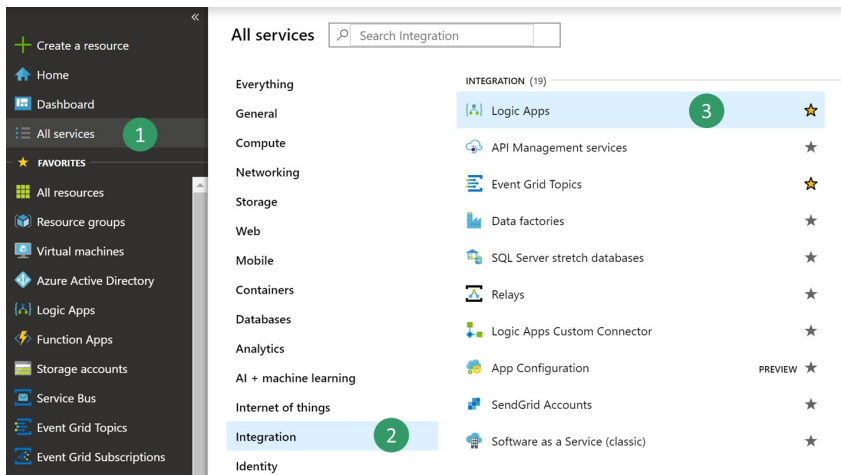 «
Create a resource
Home
Dashboard
All services 1
FAVORITES
All resources
Resource groups
Virtual machines
Azure Active Directory
Logic Apps
Function Apps
Storage accounts
Service Bus
Event Grid Topics
Event Grid Subscriptions
All services
Search Integration
Everything
General
Compute
Networking
Storage
Web
Mobile
Containers
Databases
Analytics
AI + machine learning
Internet of things
Integration 2
Identity
INTEGRATION (19)
Logic Apps 3
API Management services
Event Grid Topics
Data factories
SQL Server stretch databases
Relays
Logic Apps Custom Connector
App Configuration PREVIEW
SendGrid Accounts
Software as a Service (classic)